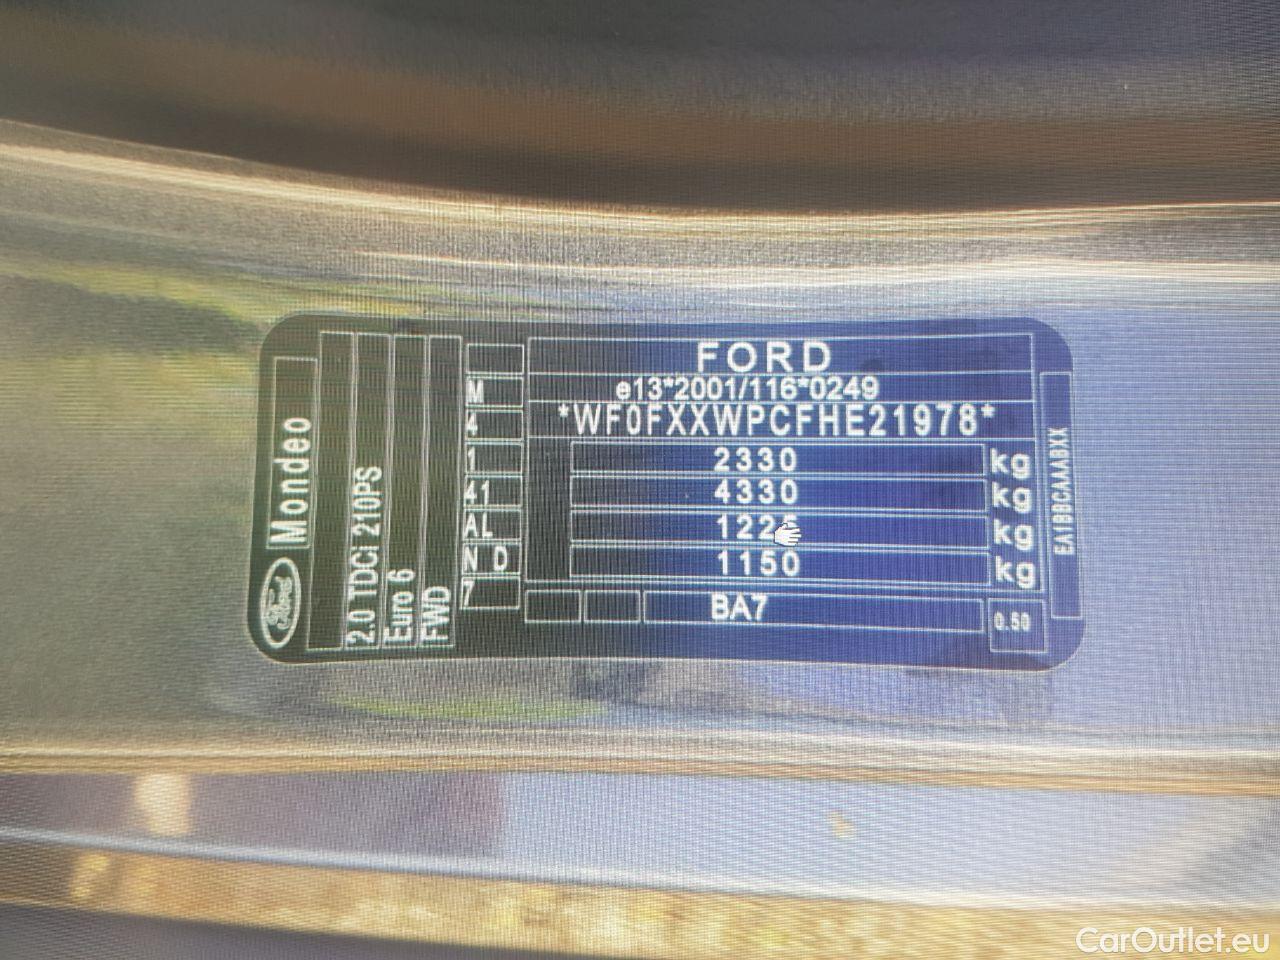 Ford
Mondeo
2.0 TDCi 210PS
Euro 6
FWD
M
4
1
41
AL
N D
7
FORD
e13*2001/116*0249
*WF0FXXWPCFHE21978*
2330 kg
4330 kg
kg
1150 kg
BA7
0.50
EA1BBCAAABXX
CarOutlet.eu